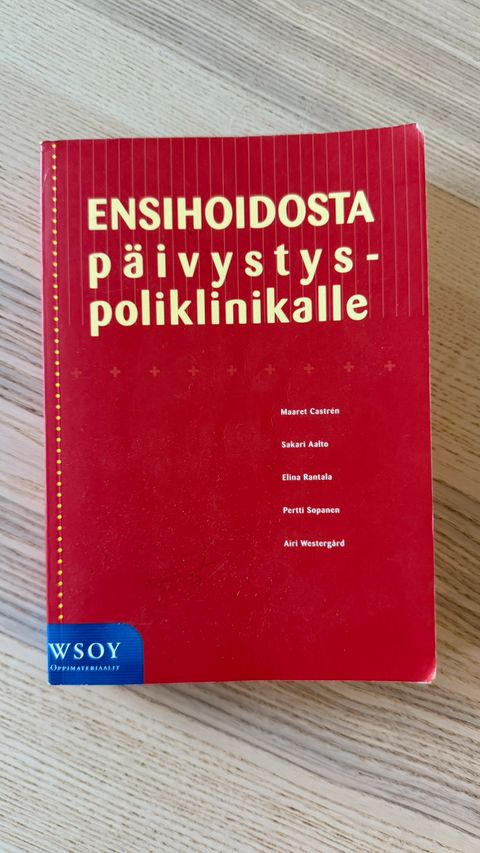 ENSIHOIDOSTA
päivystys-
poliklinikalle
Maaret Castrén
Sakari Aalto
Elina Rantala
Pertti Sopanen
Airi Westergård
WSOY
OPPIMATERIAALIT